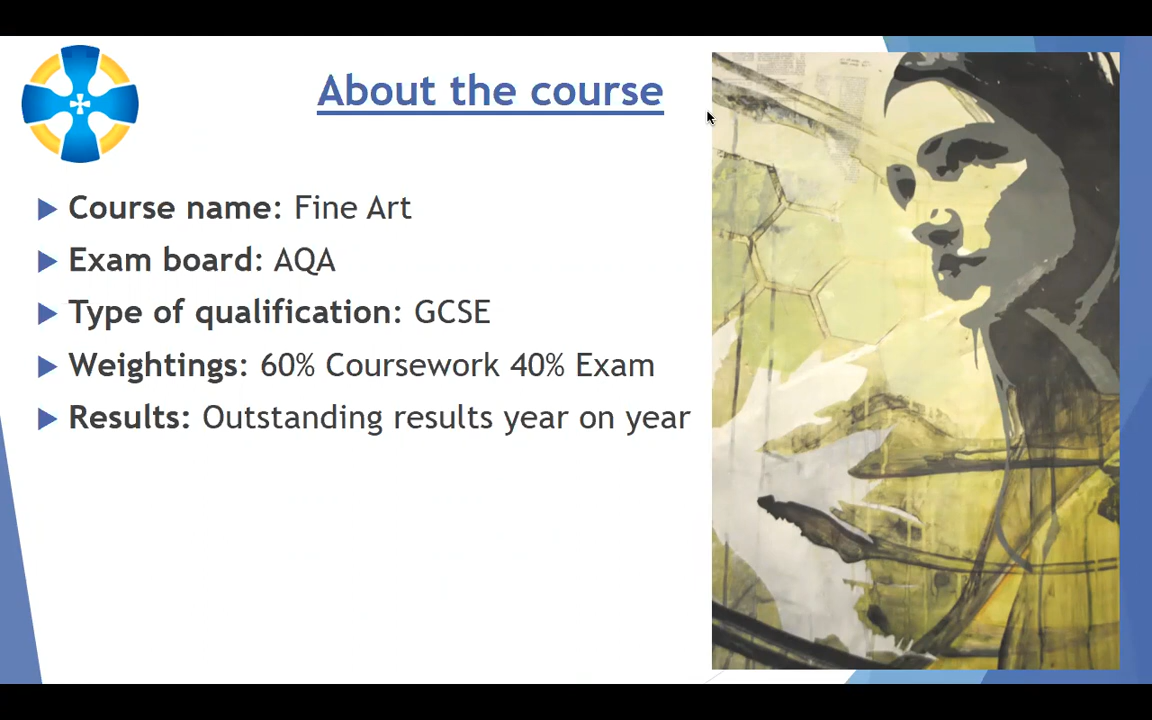 About the course
Course name: Fine Art
Exam board: AQA
Type of qualification: GCSE
Weightings: 60% Coursework 40% Exam
Results: Outstanding results year on year